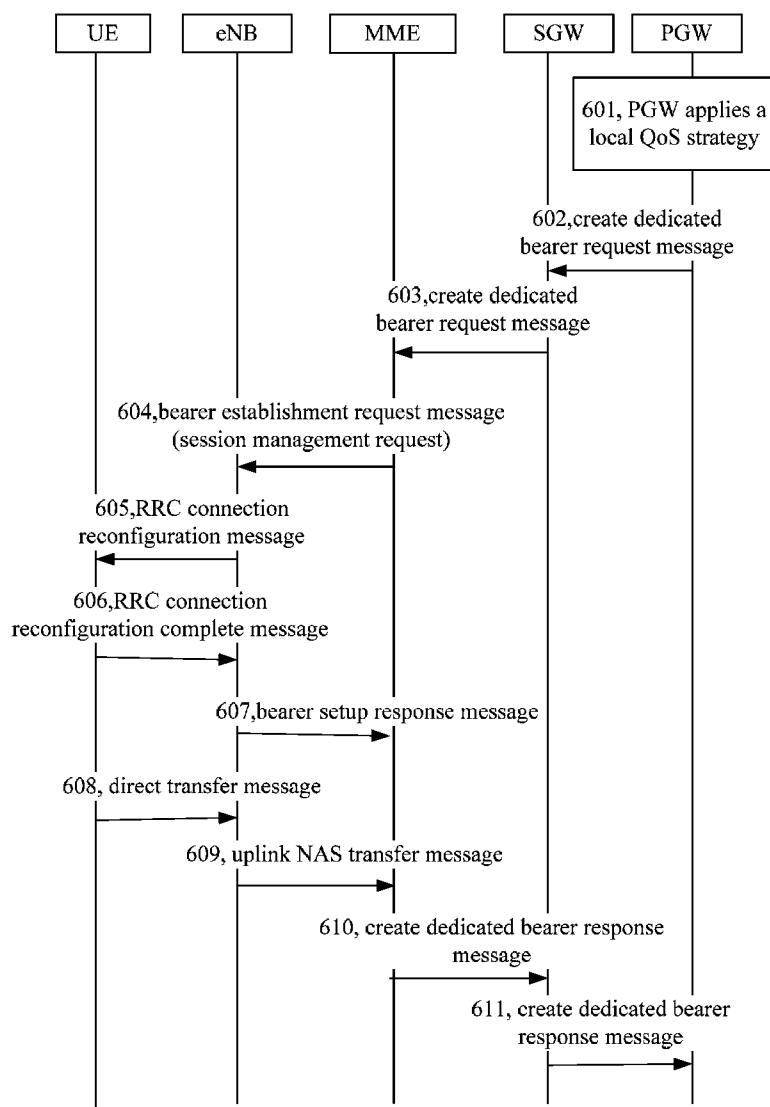 UE eNB MME SGW PGW
601, PGW applies a
local QoS strategy
602,create dedicated
bearer request message
603,create dedicated
bearer request message
604,bearer establishment request message
(session management request)
605,RRC connection
reconfiguration message
606,RRC connection
reconfiguration complete message
607,bearer setup response message
608, direct transfer message
609, uplink NAS transfer message
610, create dedicated bearer response
message
611, create dedicated bearer
response message